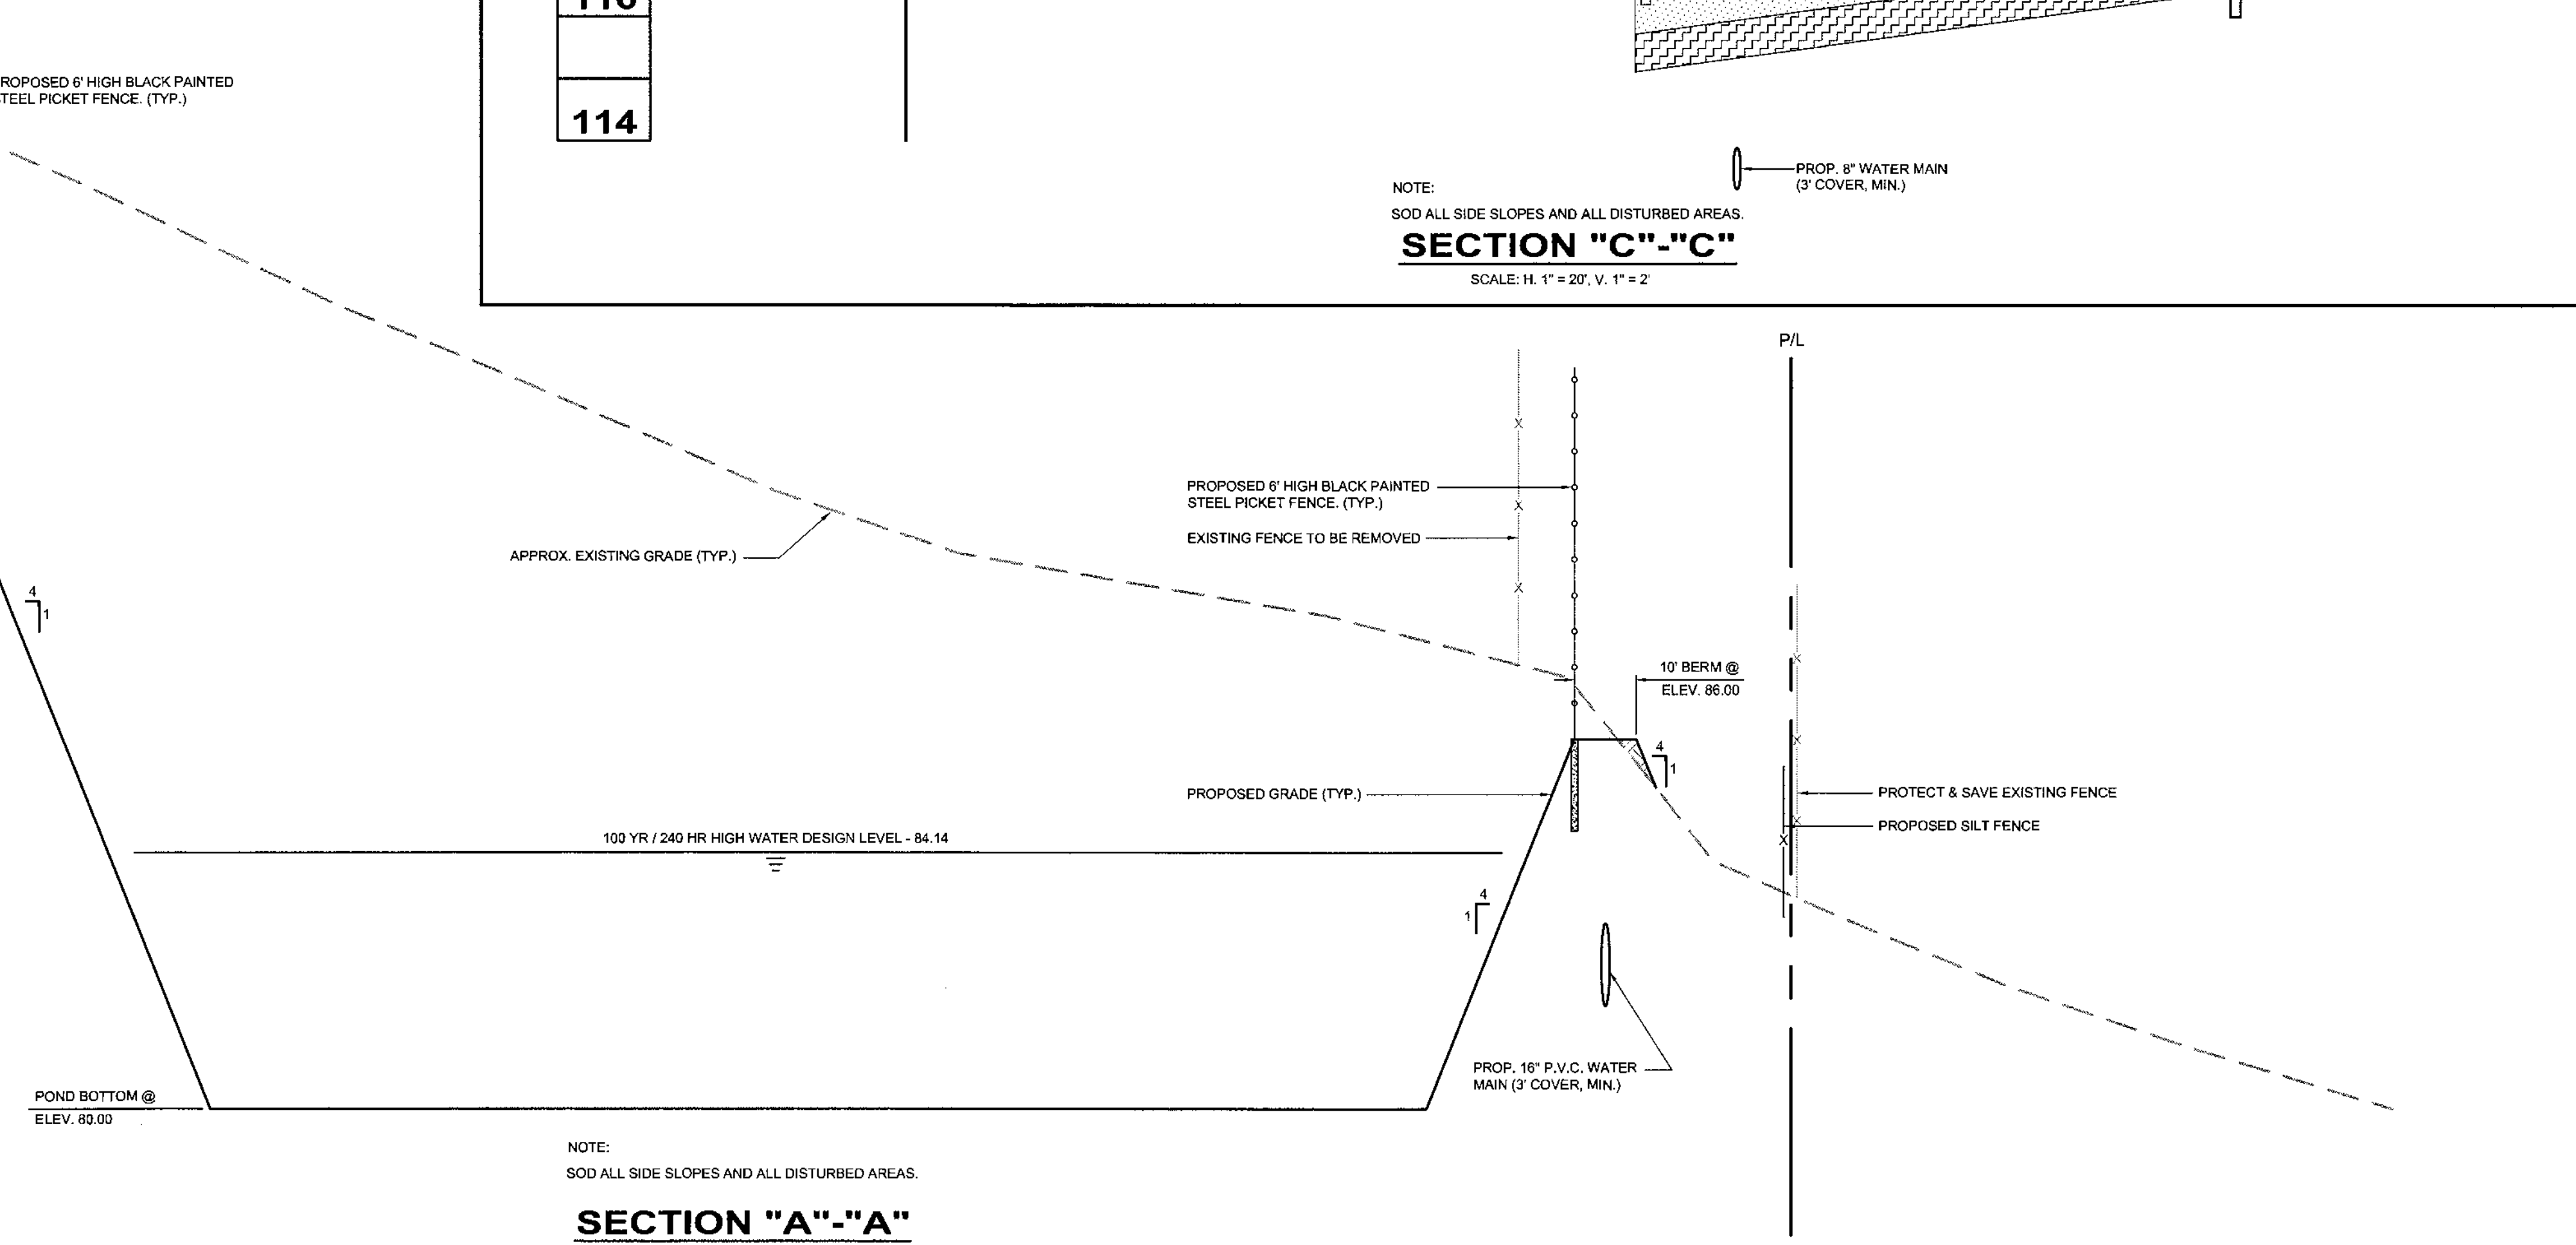 116
114
ROPOSED 6' HIGH BLACK PAINTED
TEEL PICKET FENCE. (TYP.)
PROP. 8" WATER MAIN
(3' COVER, MIN.)
NOTE:
SOD ALL SIDE SLOPES AND ALL DISTURBED AREAS.
SECTION "C"-"C"
SCALE: H. 1" = 20', V. 1" = 2'
P/L
PROPOSED 6' HIGH BLACK PAINTED
STEEL PICKET FENCE. (TYP.)
EXISTING FENCE TO BE REMOVED
APPROX. EXISTING GRADE (TYP.)
4
1
10' BERM @
ELEV. 86.00
4
1
PROPOSED GRADE (TYP.)
PROTECT & SAVE EXISTING FENCE
PROPOSED SILT FENCE
100 YR / 240 HR HIGH WATER DESIGN LEVEL - 84.14
4
1
PROP. 16" P.V.C. WATER
MAIN (3' COVER, MIN.)
POND BOTTOM @
ELEV. 80.00
NOTE:
SOD ALL SIDE SLOPES AND ALL DISTURBED AREAS.
SECTION "A"-"A"